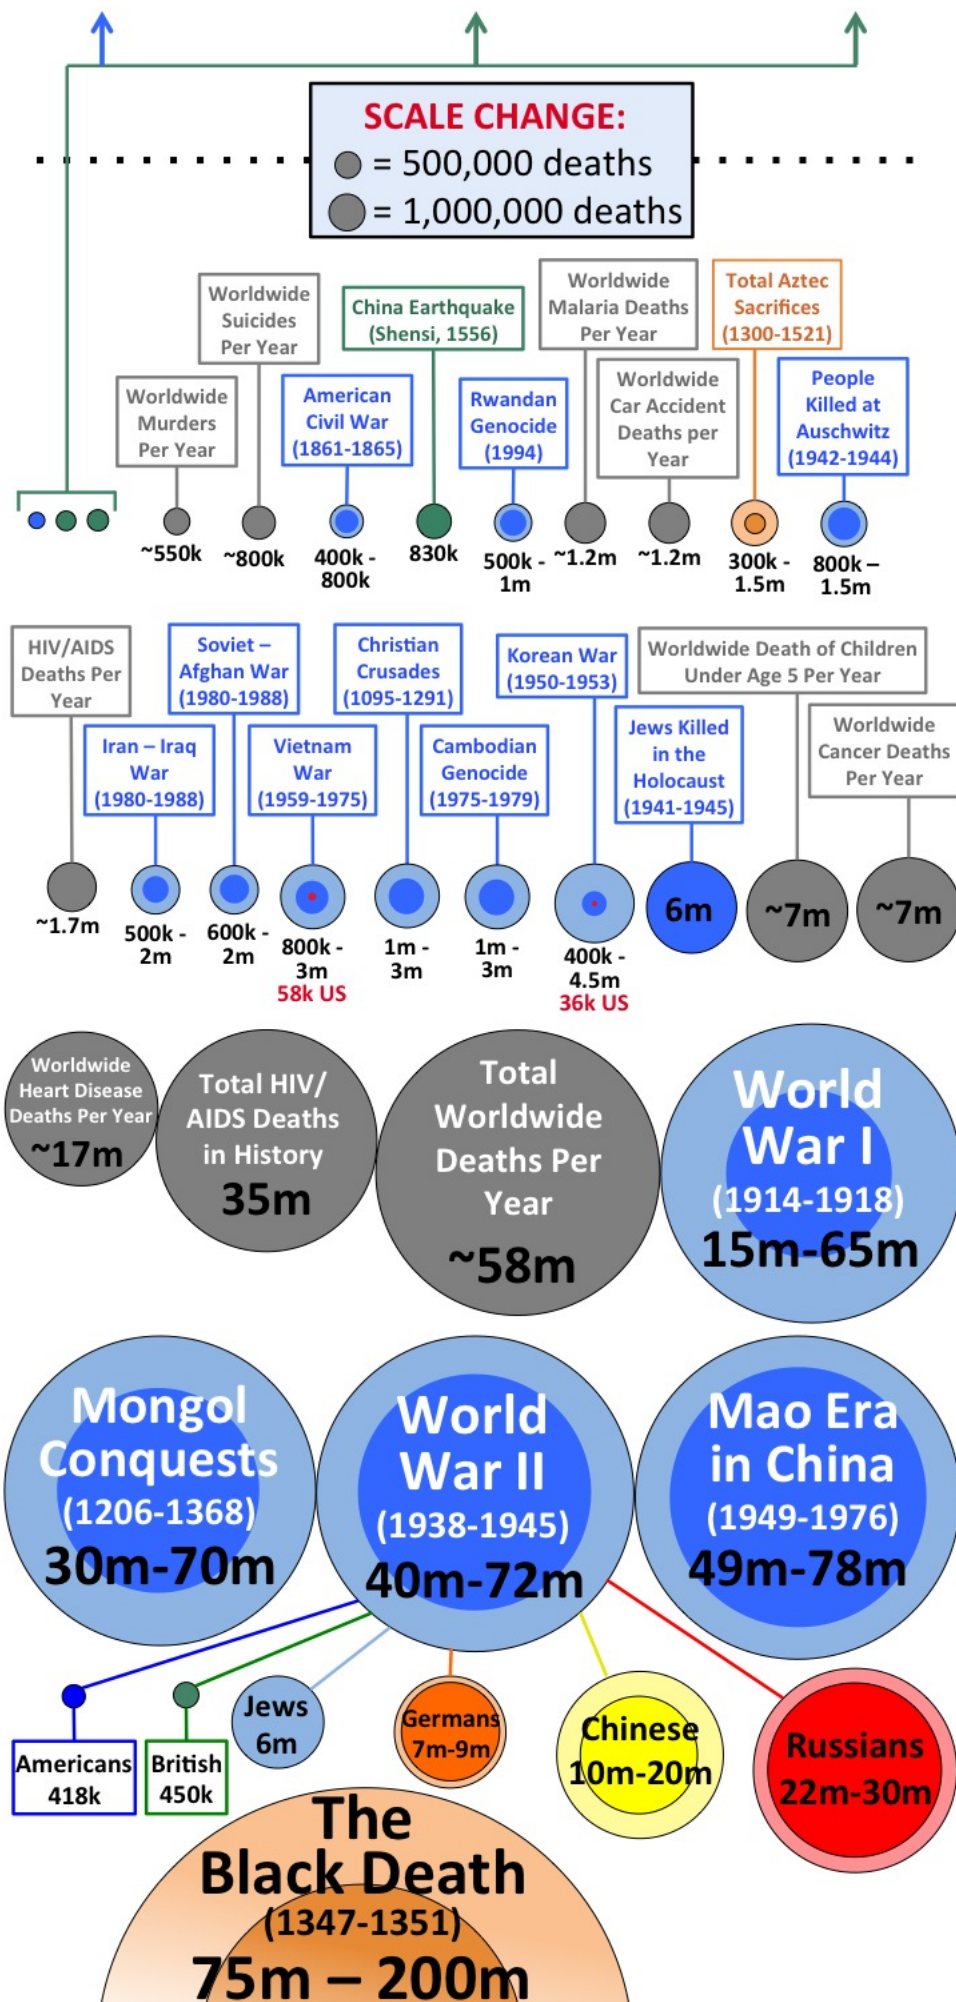 SCALE CHANGE:
= 500,000 deaths
= 1,000,000 deaths
Worldwide
Murders
Per Year
~550k
Worldwide
Suicides
Per Year
~800k
American
Civil War
(1861-1865)
400k -
800k
China Earthquake
(Shensi, 1556)
830k
Rwandan
Genocide
(1994)
500k -
1m
Worldwide
Malaria Deaths
Per Year
~1.2m
Worldwide
Car Accident
Deaths per
Year
~1.2m
Total Aztec
Sacrifices
(1300-1521)
300k -
1.5m
People
Killed at
Auschwitz
(1942-1944)
800k –
1.5m
HIV/AIDS
Deaths Per
Year
~1.7m
Iran – Iraq
War
(1980-1988)
500k -
2m
Soviet –
Afghan War
(1980-1988)
600k -
2m
Vietnam
War
(1959-1975)
800k -
3m
58k US
Christian
Crusades
(1095-1291)
1m -
3m
Cambodian
Genocide
(1975-1979)
1m -
3m
Korean War
(1950-1953)
400k -
4.5m
36k US
Jews Killed
in the
Holocaust
(1941-1945)
6m
Worldwide Death of Children
Under Age 5 Per Year
~7m
Worldwide
Cancer Deaths
Per Year
~7m
Worldwide
Heart Disease
Deaths Per Year
~17m
Total HIV/
AIDS Deaths
in History
35m
Total
Worldwide
Deaths Per
Year
~58m
World
War I
(1914-1918)
15m-65m
Mongol
Conquests
(1206-1368)
30m-70m
World
War II
(1938-1945)
40m-72m
Mao Era
in China
(1949-1976)
49m-78m
Americans
418k
British
450k
Jews
6m
Germans
7m-9m
Chinese
10m-20m
Russians
22m-30m
The
Black Death
(1347-1351)
75m – 200m